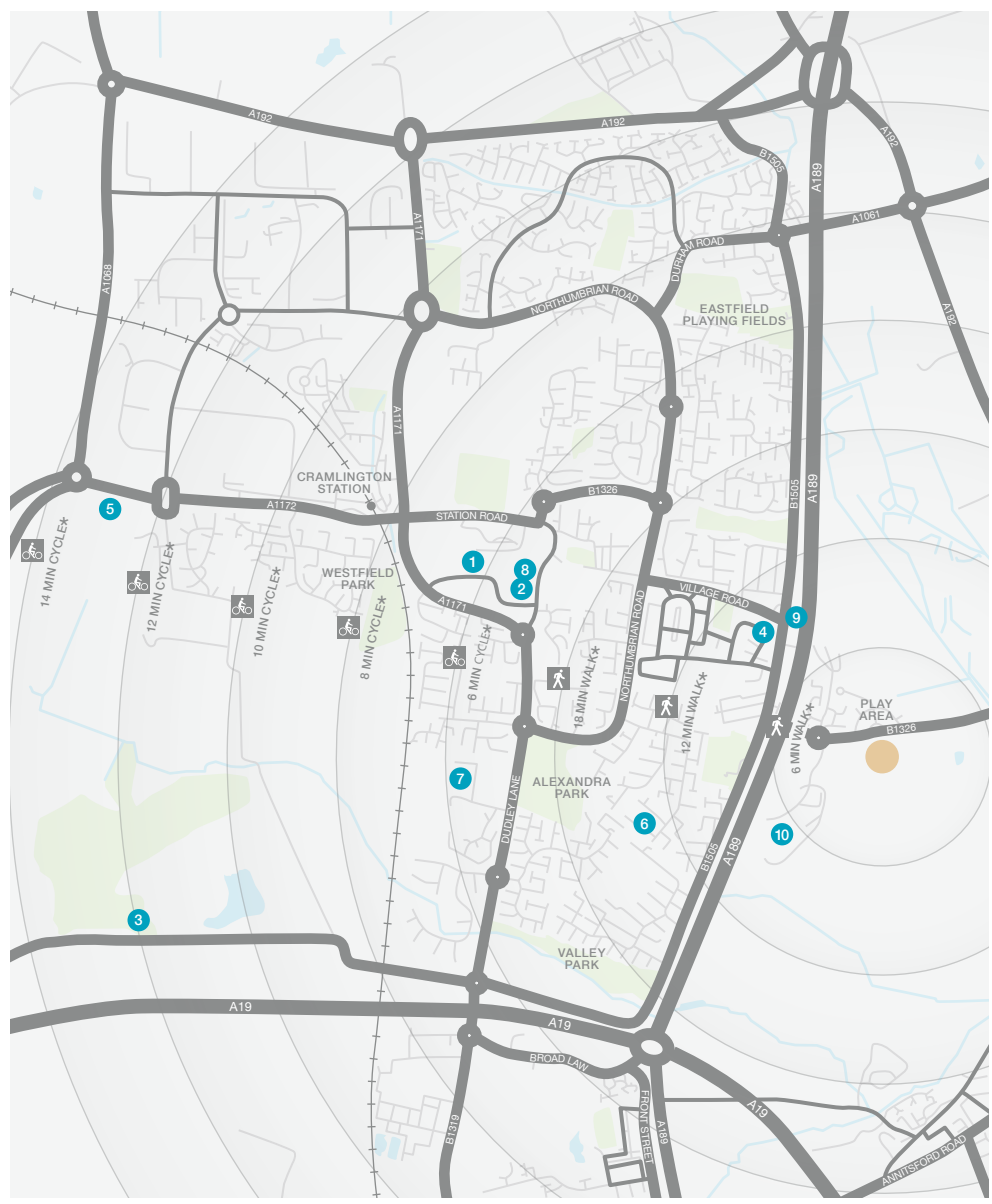 A192
A192
A192
B1505
A189
A1171
A1061
DURHAM ROAD
A1068
NORTHUMBRIAN ROAD
EASTFIELD
PLAYING FIELDS
A192
A1171
CRAMLINGTON
STATION
B1326
B1505
A189
A1172
STATION ROAD
5
14 MIN CYCLE*
12 MIN CYCLE*
10 MIN CYCLE*
WESTFIELD
PARK
8 MIN CYCLE*
1
8
2
A1171
6 MIN CYCLE*
18 MIN WALK*
NORTHUMBRIAN ROAD
VILLAGE ROAD
9
4
12 MIN WALK*
6 MIN WALK*
PLAY
AREA
B1326
7
DUDLEY LANE
ALEXANDRA
PARK
6
10
B1505
A189
3
VALLEY
PARK
A19
A19
BROAD LAW
B1319
FRONT STREET
A189
A19
ANNITSFORD ROAD